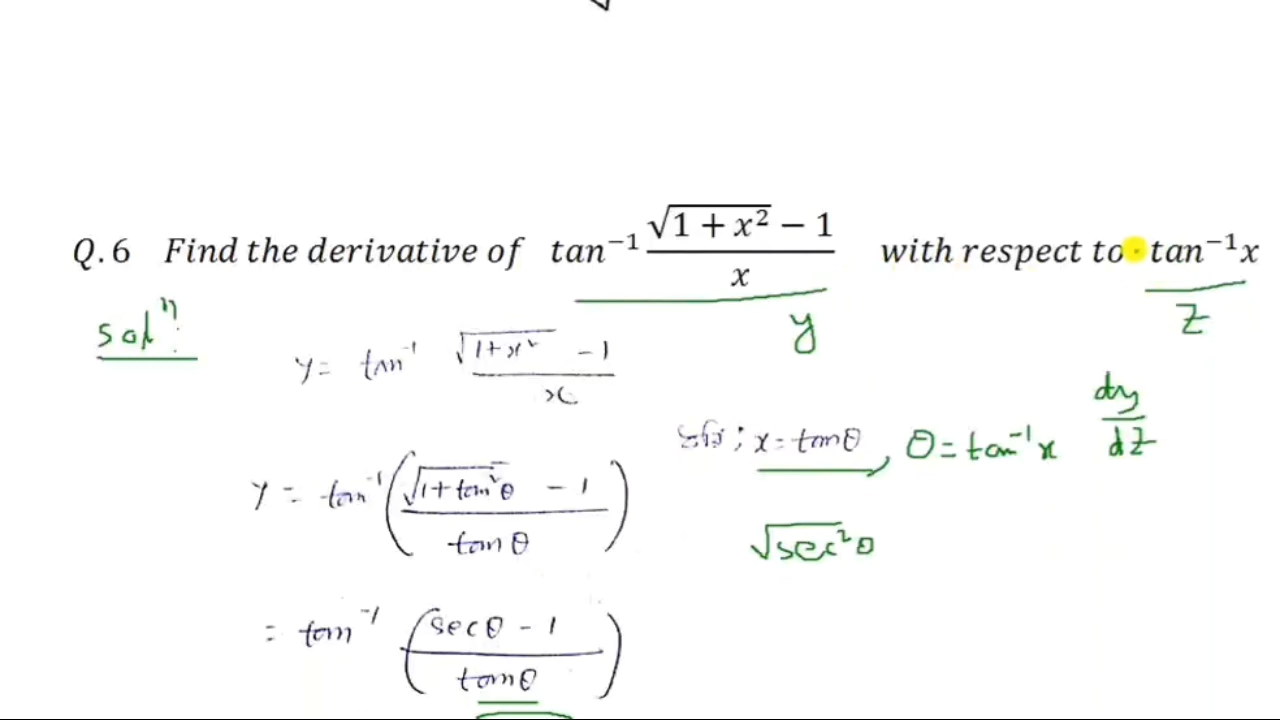 Q.6 Find the derivative of tan⁻¹ (√(1 + x²) − 1)/x with respect to tan⁻¹x
y
z
solⁿ:
y = tan⁻¹ (√(1+x²) − 1)/x
dy/dz
x = tanθ, θ = tan⁻¹x
y = tan⁻¹((√(1+tan²θ) − 1)/tanθ)
√sec²θ
= tan⁻¹((secθ − 1)/tanθ)